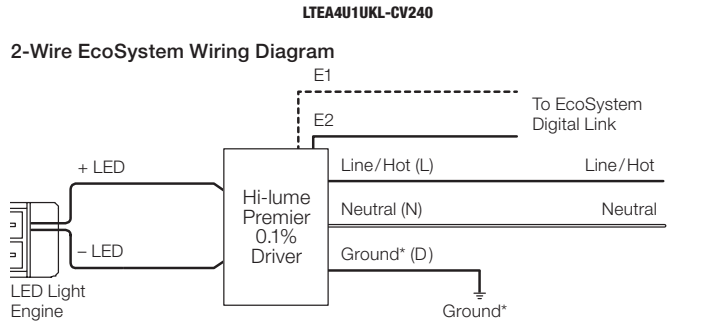 LTEA4U1UKL-CV240
2-Wire EcoSystem Wiring Diagram
E1
To EcoSystem
Digital Link
E2
+ LED
Line/Hot (L)
Line/Hot
Hi-lume
Premier
0.1%
Driver
Neutral (N)
Neutral
– LED
Ground* (D)
LED Light
Engine
Ground*